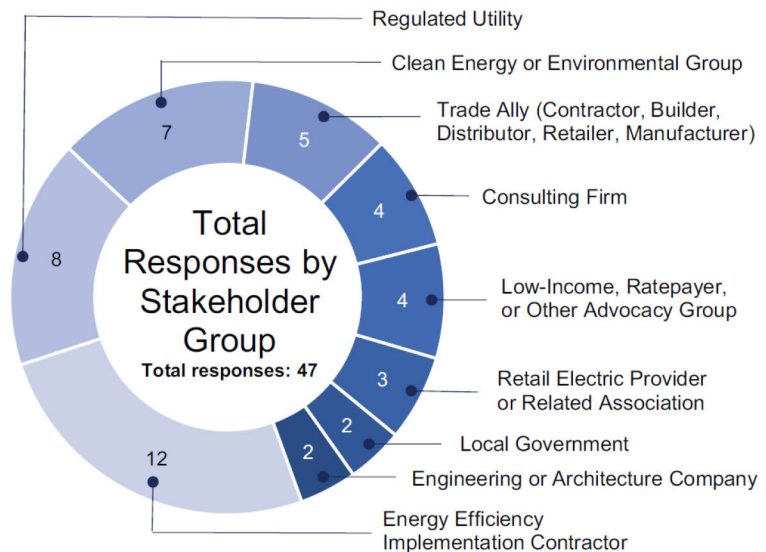 Regulated Utility
Clean Energy or Environmental Group
Trade Ally (Contractor, Builder,
Distributor, Retailer, Manufacturer)
Consulting Firm
Low-Income, Ratepayer,
or Other Advocacy Group
Retail Electric Provider
or Related Association
Local Government
Engineering or Architecture Company
Energy Efficiency
Implementation Contractor
8
7
5
4
4
3
2
2
12
Total
Responses by
Stakeholder
Group
Total responses: 47